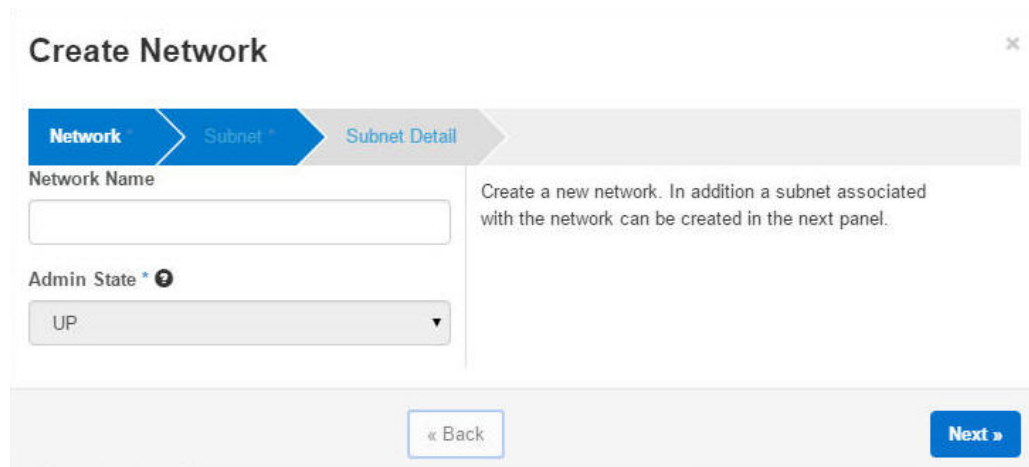 Create Network
×
Network * Subnet * Subnet Detail
Network Name
Create a new network. In addition a subnet associated
with the network can be created in the next panel.
Admin State * ?
UP
« Back
Next »